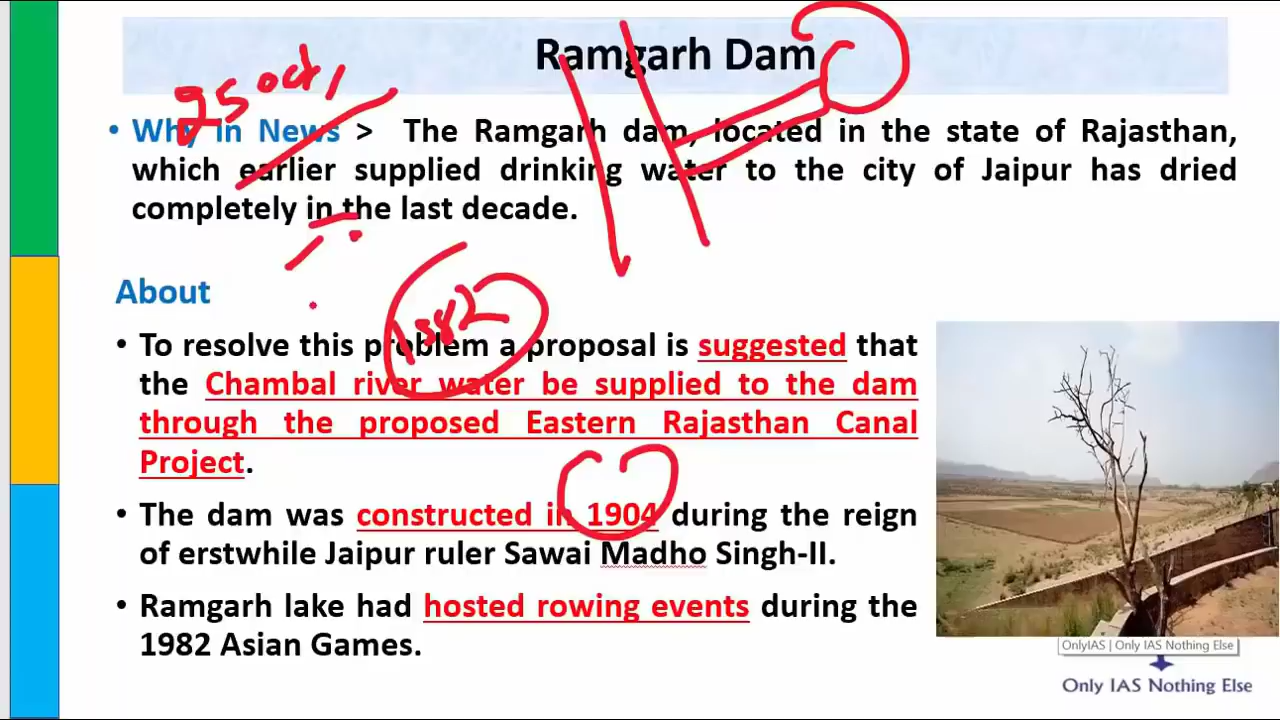 Ramgarh Dam
25 oct,
• Why in News > The Ramgarh dam, located in the state of Rajasthan,
which earlier supplied drinking water to the city of Jaipur has dried
completely in the last decade.
About
1982
• To resolve this problem a proposal is suggested that
the Chambal river water be supplied to the dam
through the proposed Eastern Rajasthan Canal
Project.
• The dam was constructed in 1904 during the reign
of erstwhile Jaipur ruler Sawai Madho Singh-II.
• Ramgarh lake had hosted rowing events during the
1982 Asian Games.
OnlyIAS | Only IAS Nothing Else
Only IAS Nothing Else